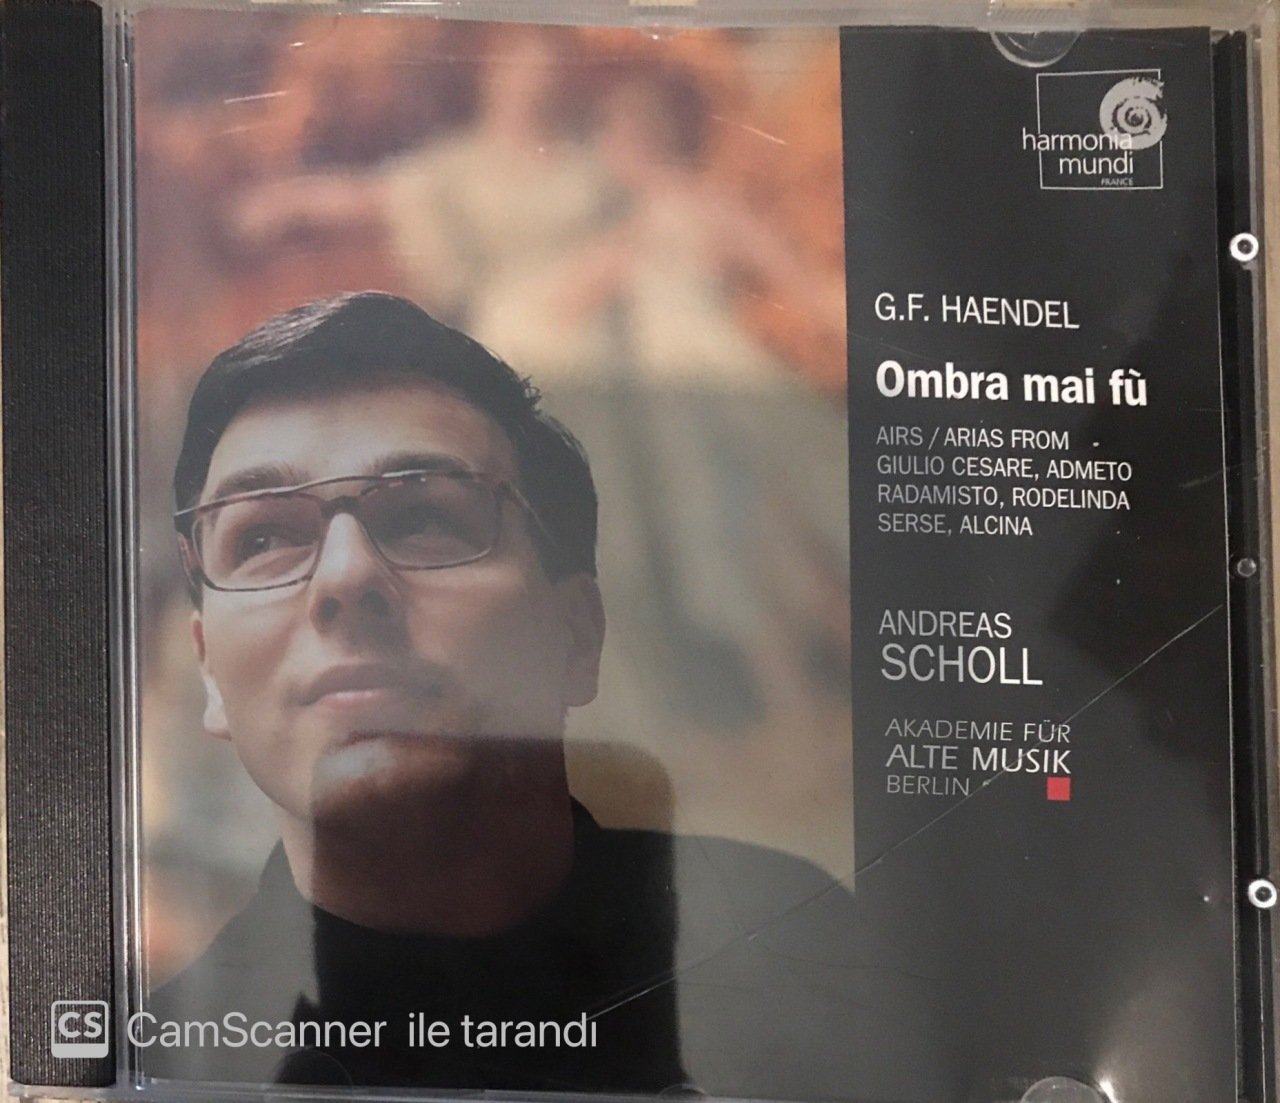 harmonia
mundi
FRANCE
G.F. HAENDEL
Ombra mai fù
AIRS / ARIAS FROM
GIULIO CESARE, ADMETO
RADAMISTO, RODELINDA
SERSE, ALCINA
ANDREAS
SCHOLL
AKADEMIE FÜR
ALTE MUSIK
BERLIN
CS CamScanner ile tarandı